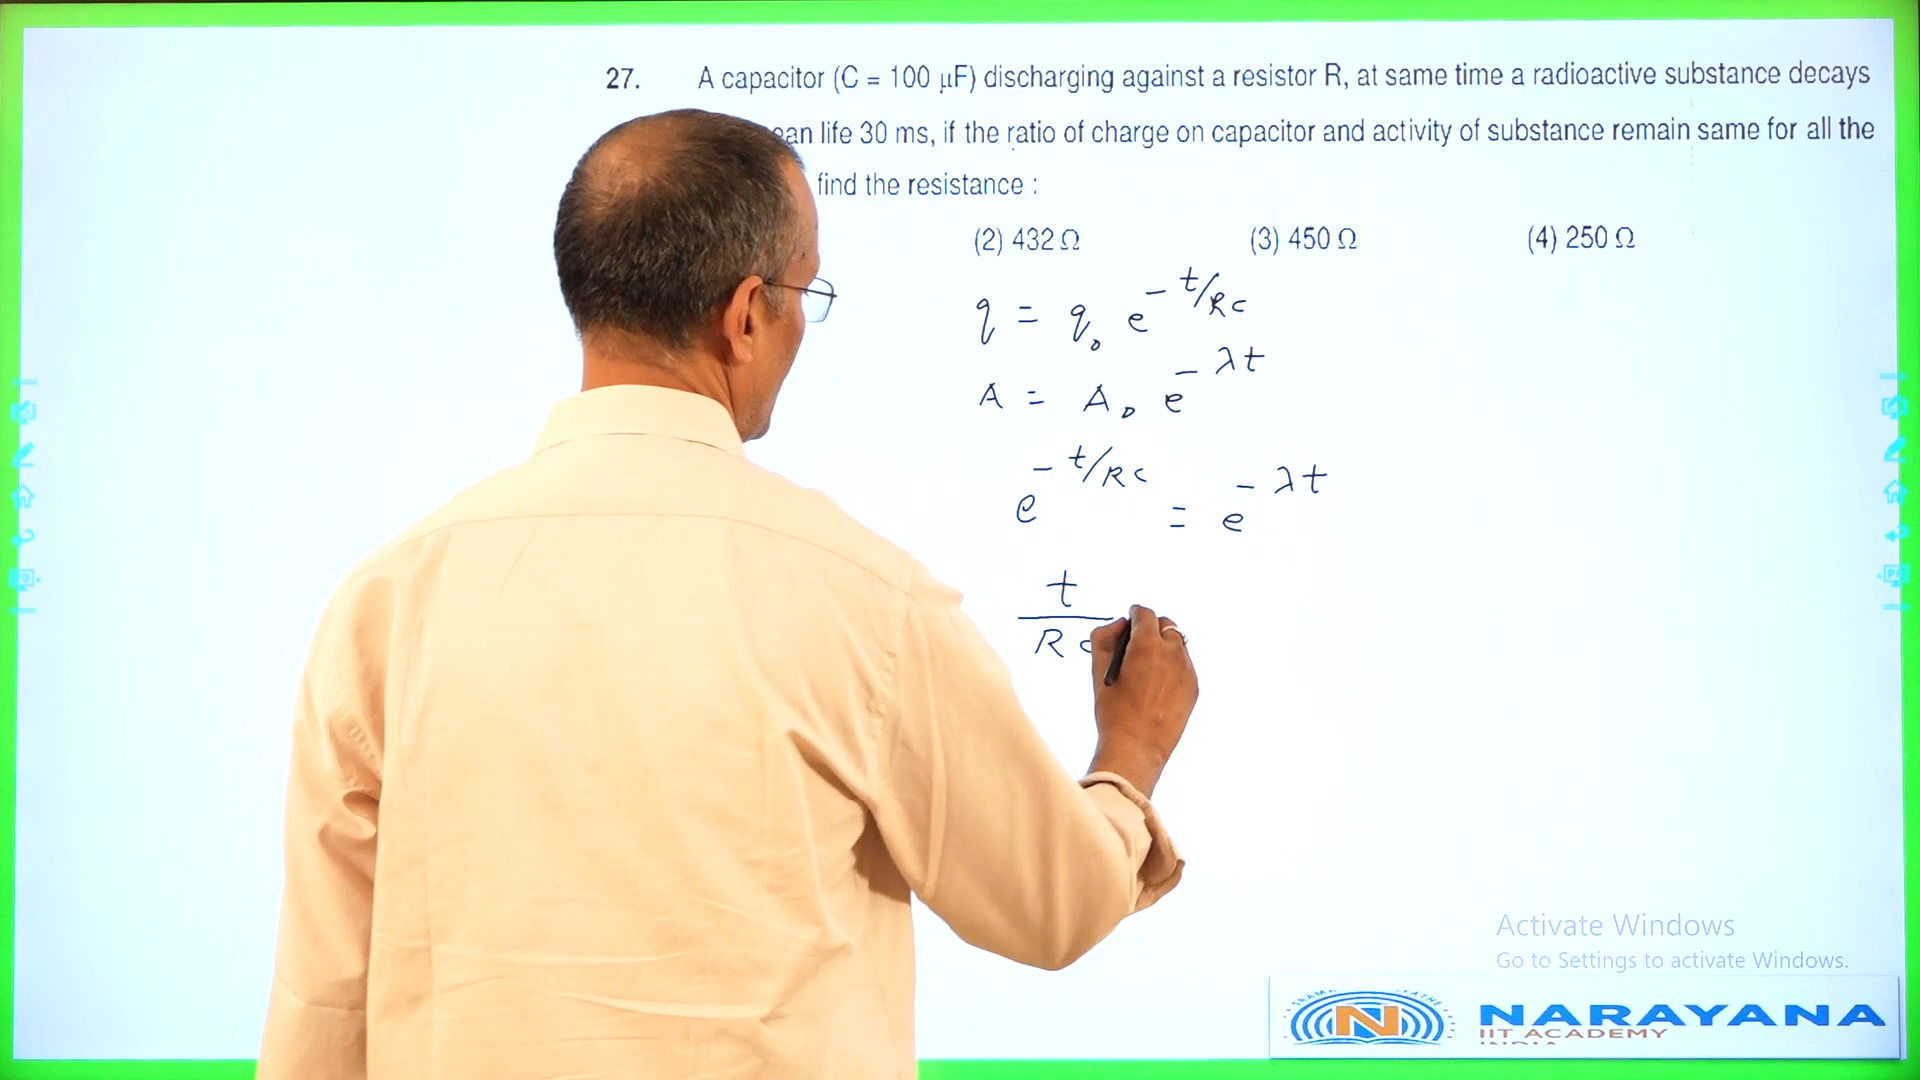 27. A capacitor (C = 100 μF) discharging against a resistor R, at same time a radioactive substance decays
life 30 ms, if the ratio of charge on capacitor and activity of substance remain same for all the
find the resistance :
(2) 432 Ω (3) 450 Ω (4) 250 Ω
q = q₀ e^(-t/RC)
A = A₀ e^(-λt)
e^(-t/RC) = e^(-λt)
t
R C
Activate Windows
Go to Settings to activate Windows.
N NARAYANA
IIT ACADEMY
INDIA